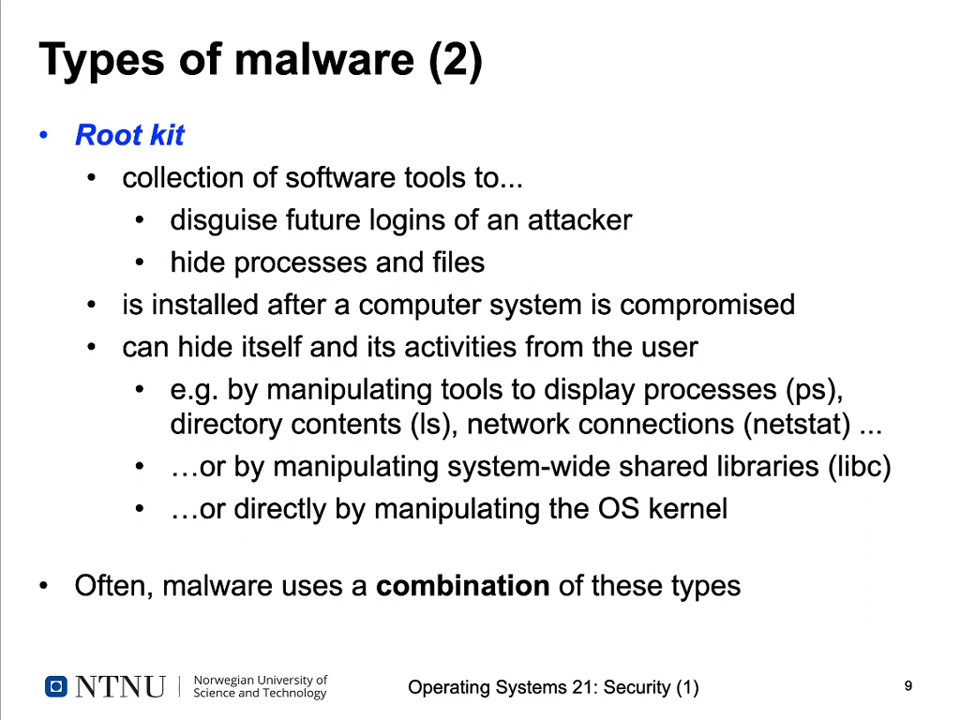 Types of malware (2)
• Root kit
• collection of software tools to...
• disguise future logins of an attacker
• hide processes and files
• is installed after a computer system is compromised
• can hide itself and its activities from the user
• e.g. by manipulating tools to display processes (ps),
directory contents (ls), network connections (netstat) ...
• …or by manipulating system-wide shared libraries (libc)
• …or directly by manipulating the OS kernel
• Often, malware uses a combination of these types
NTNU
Norwegian University of
Science and Technology
Operating Systems 21: Security (1)
9